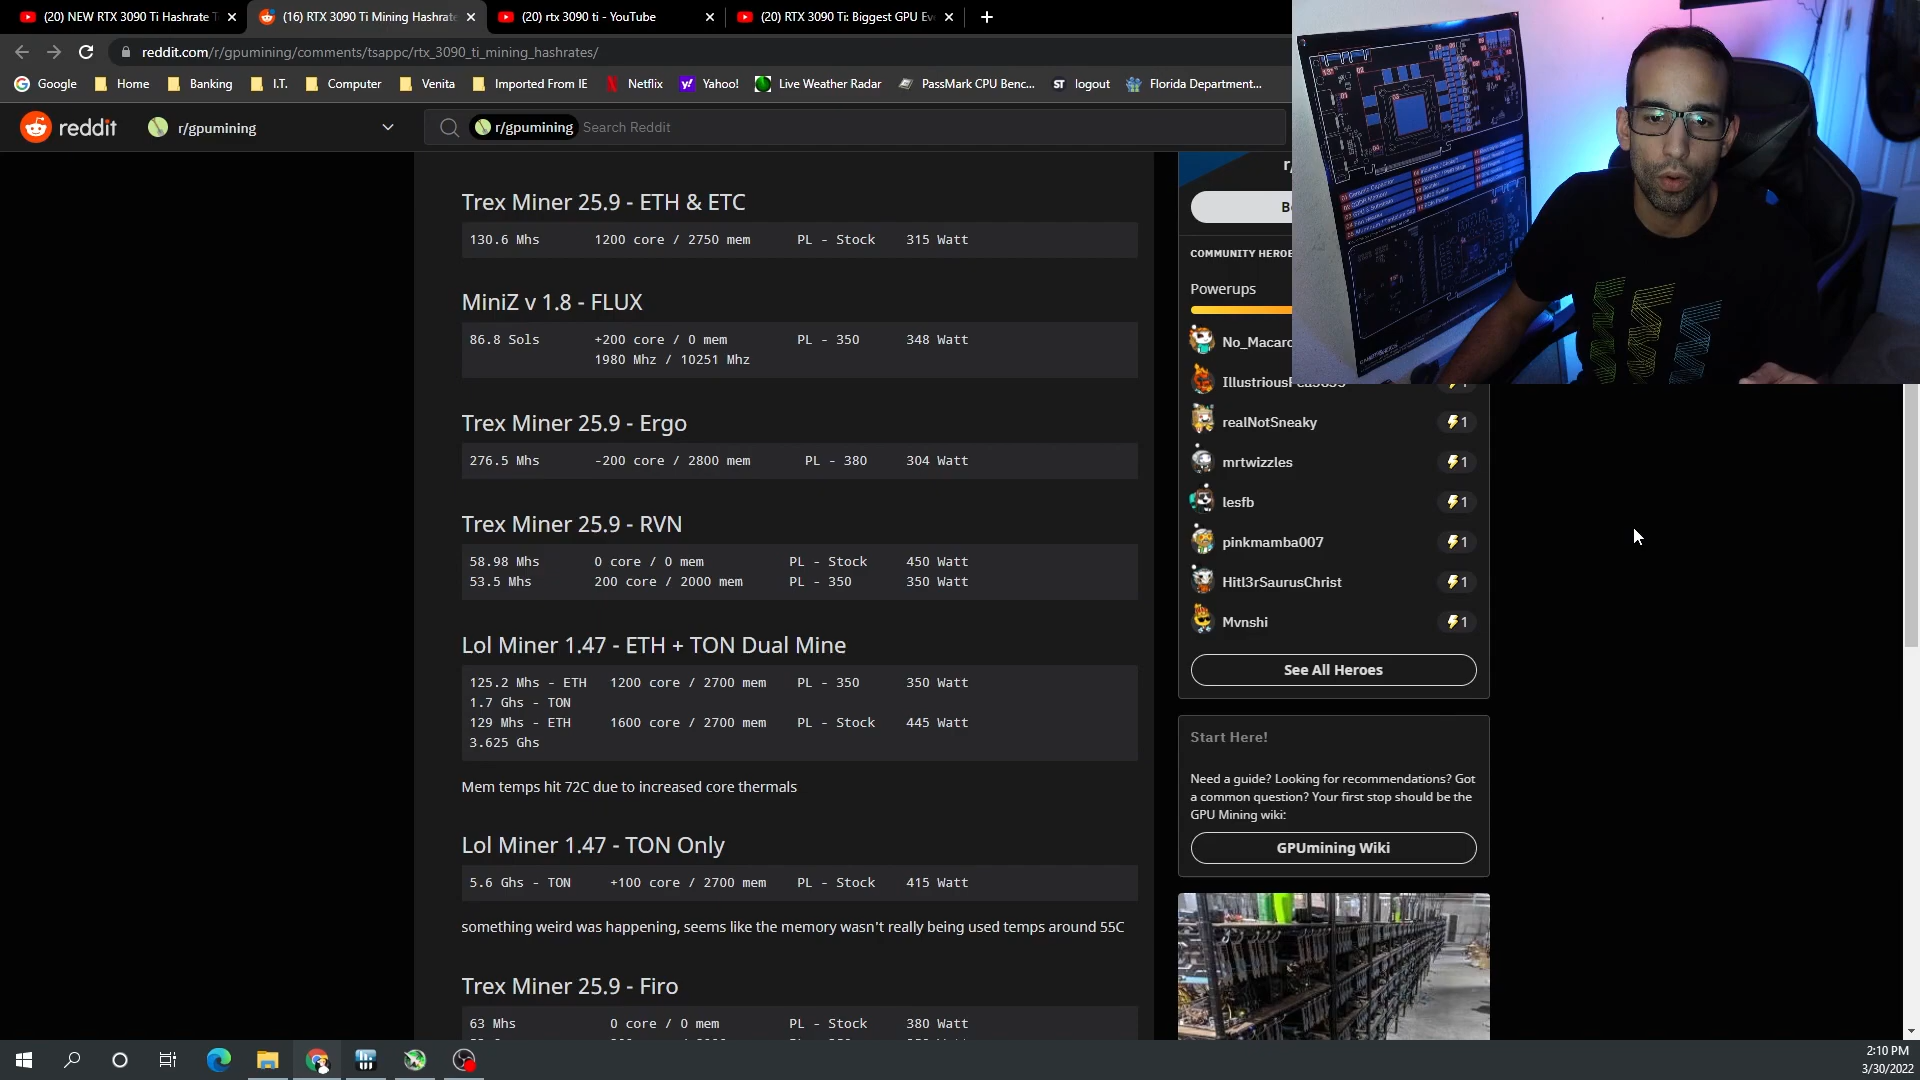 (20) NEW RTX 3090 Ti Hashrate T
(16) RTX 3090 Ti Mining Hashrate
(20) rtx 3090 ti - YouTube
(20) RTX 3090 Ti: Biggest GPU Ev
reddit.com/r/gpumining/comments/tsappc/rtx_3090_ti_mining_hashrates/
Google Home Banking I.T. Computer Venita Imported From IE Netflix Yahoo! Live Weather Radar PassMark CPU Benc... ST logout Florida Department...
reddit r/gpumining r/gpumining Search Reddit
Trex Miner 25.9 - ETH & ETC
130.6 Mhs 1200 core / 2750 mem PL - Stock 315 Watt
MiniZ v 1.8 - FLUX
86.8 Sols +200 core / 0 mem PL - 350 348 Watt
1980 Mhz / 10251 Mhz
Trex Miner 25.9 - Ergo
276.5 Mhs -200 core / 2800 mem PL - 380 304 Watt
Trex Miner 25.9 - RVN
58.98 Mhs 0 core / 0 mem PL - Stock 450 Watt
53.5 Mhs 200 core / 2000 mem PL - 350 350 Watt
Lol Miner 1.47 - ETH + TON Dual Mine
125.2 Mhs - ETH 1200 core / 2700 mem PL - 350 350 Watt
1.7 Ghs - TON
129 Mhs - ETH 1600 core / 2700 mem PL - Stock 445 Watt
3.625 Ghs
Mem temps hit 72C due to increased core thermals
Lol Miner 1.47 - TON Only
5.6 Ghs - TON +100 core / 2700 mem PL - Stock 415 Watt
something weird was happening, seems like the memory wasn't really being used temps around 55C
Trex Miner 25.9 - Firo
63 Mhs 0 core / 0 mem PL - Stock 380 Watt
COMMUNITY HEROE
Powerups
No_Macaro
realNotSneaky 1
mrtwizzles 1
lesfb 1
pinkmamba007 1
Hitl3rSaurusChrist 1
Mvnshi 1
See All Heroes
Start Here!
Need a guide? Looking for recommendations? Got
a common question? Your first stop should be the
GPU Mining wiki:
GPUmining Wiki
2:10 PM
3/30/2022